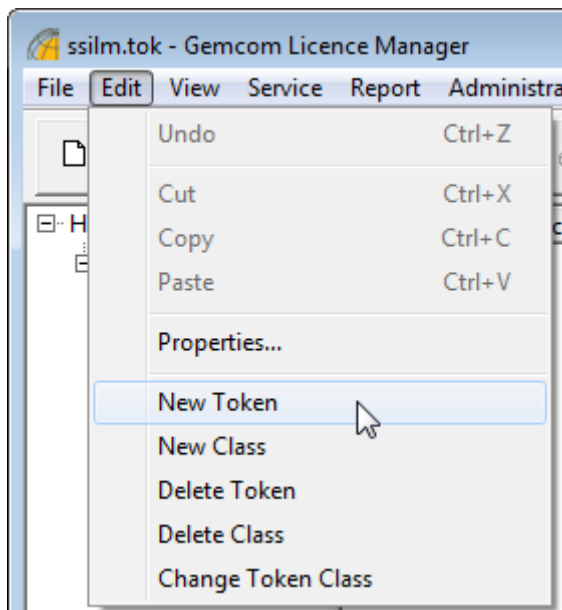 ssilm.tok - Gemcom Licence Manager
File Edit View Service Report Administra
Undo Ctrl+Z
Cut Ctrl+X
Copy Ctrl+C
Paste Ctrl+V
Properties...
New Token
New Class
Delete Token
Delete Class
Change Token Class